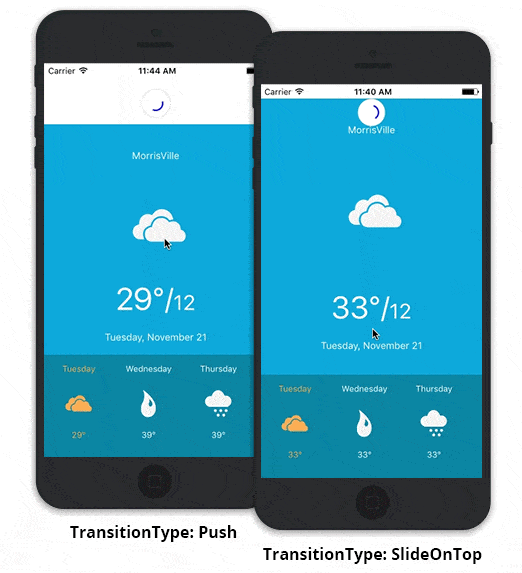 Carrier 11:44 AM
MorrisVille
29°/12
Tuesday, November 21
Tuesday Wednesday Thursday
29° 39° 39°
TransitionType: Push
Carrier 11:40 AM
MorrisVille
33°/12
Tuesday, November 21
Tuesday Wednesday Thursday
33° 33° 33°
TransitionType: SlideOnTop